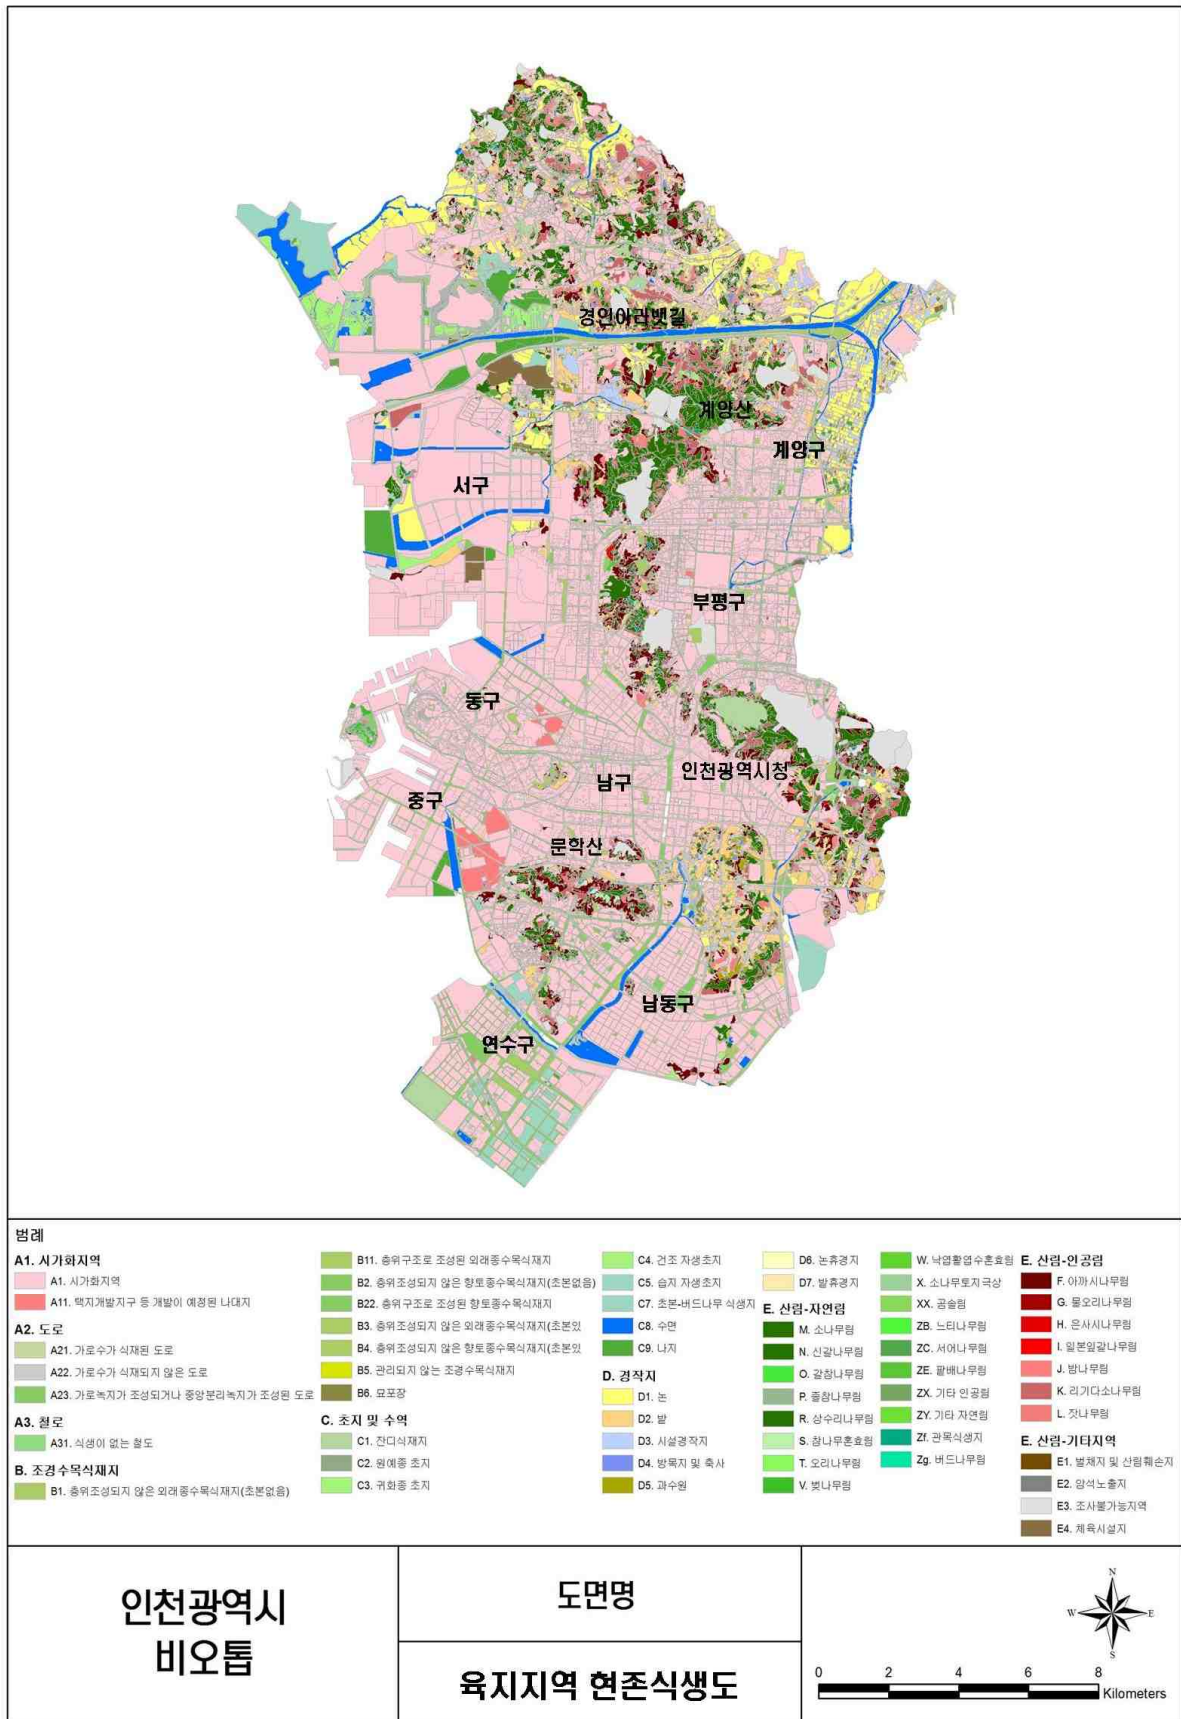 경인아라뱃길
계양산
계양구
서구
부평구
동구
인천광역시청
남구
중구
문학산
남동구
연수구
범례
A1. 시가화지역
A1. 시가화지역
A11. 택지개발지구 등 개발이 예정된 나대지
A2. 도로
A21. 가로수가 식재된 도로
A22. 가로수가 식재되지 않은 도로
A23. 가로녹지가 조성되거나 중앙분리녹지가 조성된 도로
A3. 철로
A31. 식생이 없는 철도
B. 조경수목식재지
B1. 층위조성되지 않은 외래종수목식재지(초본없음)
B11. 층위구조로 조성된 외래종수목식재지
B2. 층위조성되지 않은 향토종수목식재지(초본없음)
B22. 층위구조로 조성된 향토종수목식재지
B3. 층위조성되지 않은 외래종수목식재지(초본있
B4. 층위조성되지 않은 향토종수목식재지(초본있
B5. 관리되지 않는 조경수목식재지
B6. 묘포장
C. 초지 및 수역
C1. 잔디식재지
C2. 원예종 초지
C3. 귀화종 초지
C4. 건조 자생초지
C5. 습지 자생초지
C7. 초본-버드나무 식생지
C8. 수면
C9. 나지
D. 경작지
D1. 논
D2. 밭
D3. 시설경작지
D4. 방목지 및 축사
D5. 과수원
D6. 논휴경지
D7. 밭휴경지
E. 산림-자연림
M. 소나무림
N. 신갈나무림
O. 갈참나무림
P. 졸참나무림
R. 상수리나무림
S. 참나무혼효림
T. 오리나무림
V. 벚나무림
W. 낙엽활엽수혼효림
X. 소나무토지극상
XX. 곰솔림
ZB. 느티나무림
ZC. 서어나무림
ZE. 팥배나무림
ZX. 기타 인공림
ZY. 기타 자연림
Zf. 관목식생지
Zg. 버드나무림
E. 산림-인공림
F. 아까시나무림
G. 물오리나무림
H. 은사시나무림
I. 일본잎갈나무림
J. 밤나무림
K. 리기다소나무림
L. 잣나무림
E. 산림-기타지역
E1. 벌채지 및 산림훼손지
E2. 암석노출지
E3. 조사불가능지역
E4. 체육시설지
인천광역시
비오톱
도면명
육지지역 현존식생도
N
W
E
S
0 2 4 6 8
Kilometers